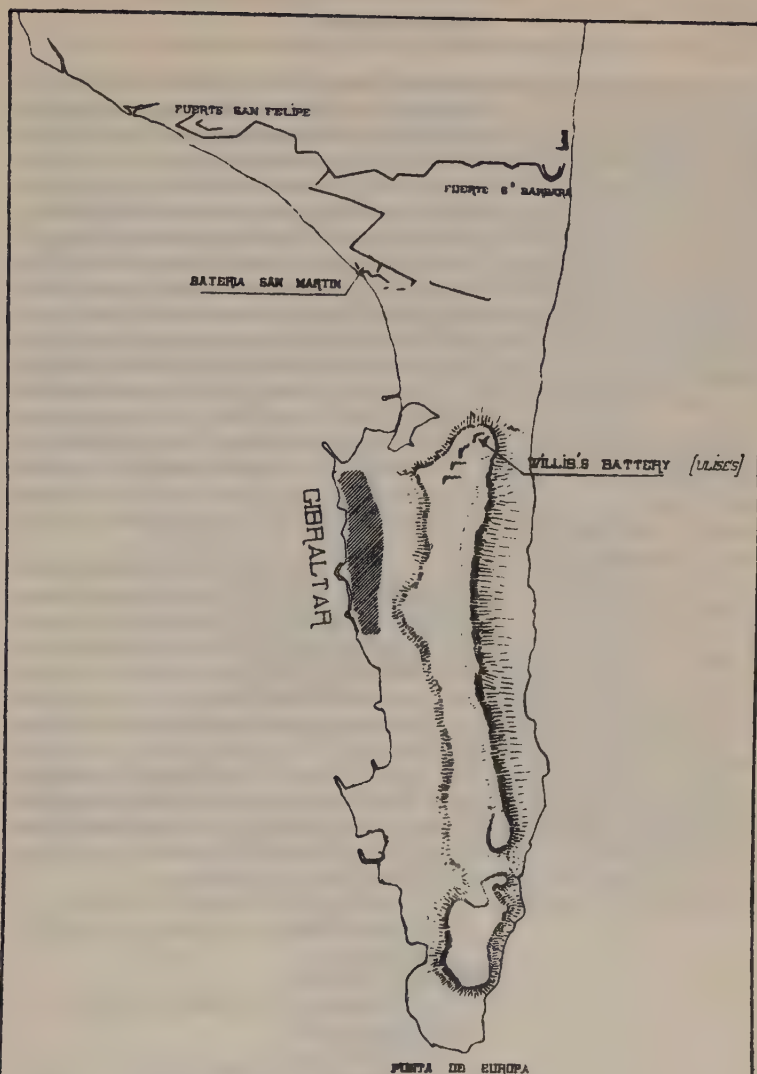 FUERTE SAN FELIPE
FUERTE Sª BARBARA
BATERIA SAN MARTIN
WILLIS'S BATTERY [ULISES]
GIBRALTAR
PUNTA DE EUROPA